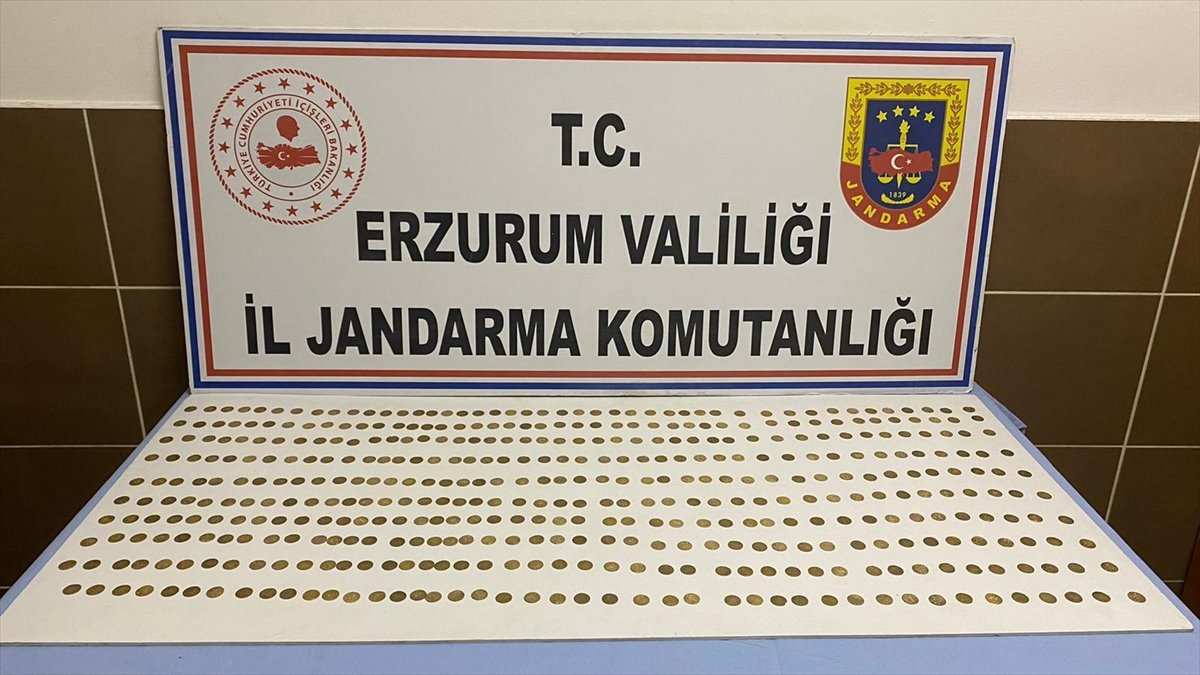 TÜRKİYE CUMHURİYETİ İÇİŞLERİ BAKANLIĞI
T.C.
ERZURUM VALİLİĞİ
İL JANDARMA KOMUTANLIĞI
1839
JANDARMA